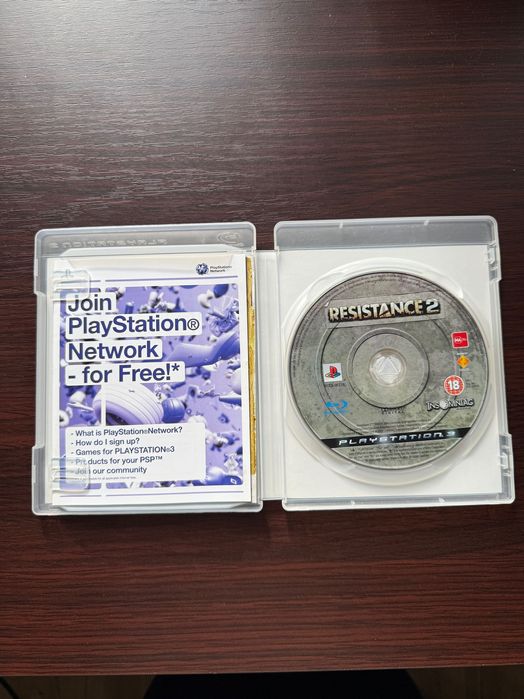 PlayStation®
Network
Join
PlayStation®
Network
- for Free!*
- What is PlayStation®Network?
- How do I sign up?
- Games for PLAYSTATION®3
- Products for your PSP™
- Join our community
RESISTANCE 2
18
INSOMNIAC
PLAYSTATION 3